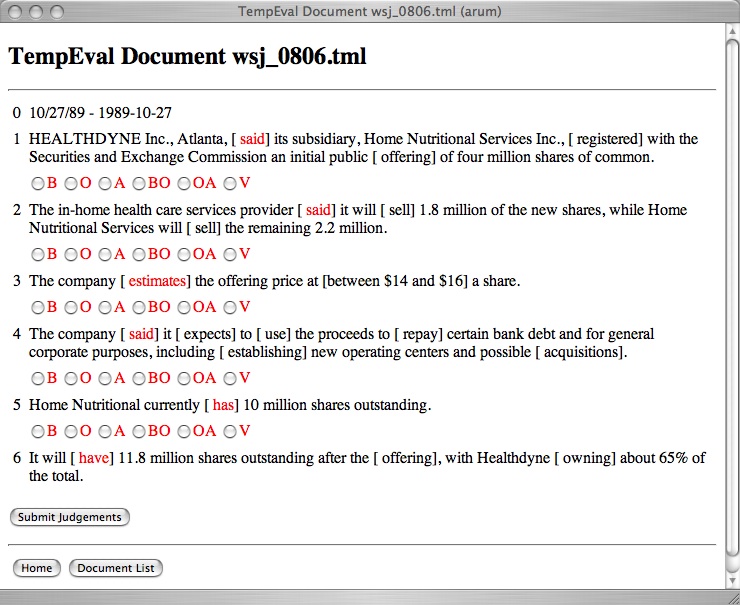 TempEval Document wsj_0806.tml (arum)
TempEval Document wsj_0806.tml
0 10/27/89 - 1989-10-27
1 HEALTHDYNE Inc., Atlanta, [ said] its subsidiary, Home Nutritional Services Inc., [ registered] with the
Securities and Exchange Commission an initial public [ offering] of four million shares of common.
B O A BO OA V
2 The in-home health care services provider [ said] it will [ sell] 1.8 million of the new shares, while Home
Nutritional Services will [ sell] the remaining 2.2 million.
B O A BO OA V
3 The company [ estimates] the offering price at [between $14 and $16] a share.
B O A BO OA V
4 The company [ said] it [ expects] to [ use] the proceeds to [ repay] certain bank debt and for general
corporate purposes, including [ establishing] new operating centers and possible [ acquisitions].
B O A BO OA V
5 Home Nutritional currently [ has] 10 million shares outstanding.
B O A BO OA V
6 It will [ have] 11.8 million shares outstanding after the [ offering], with Healthdyne [ owning] about 65% of
the total.
Submit Judgements
Home Document List